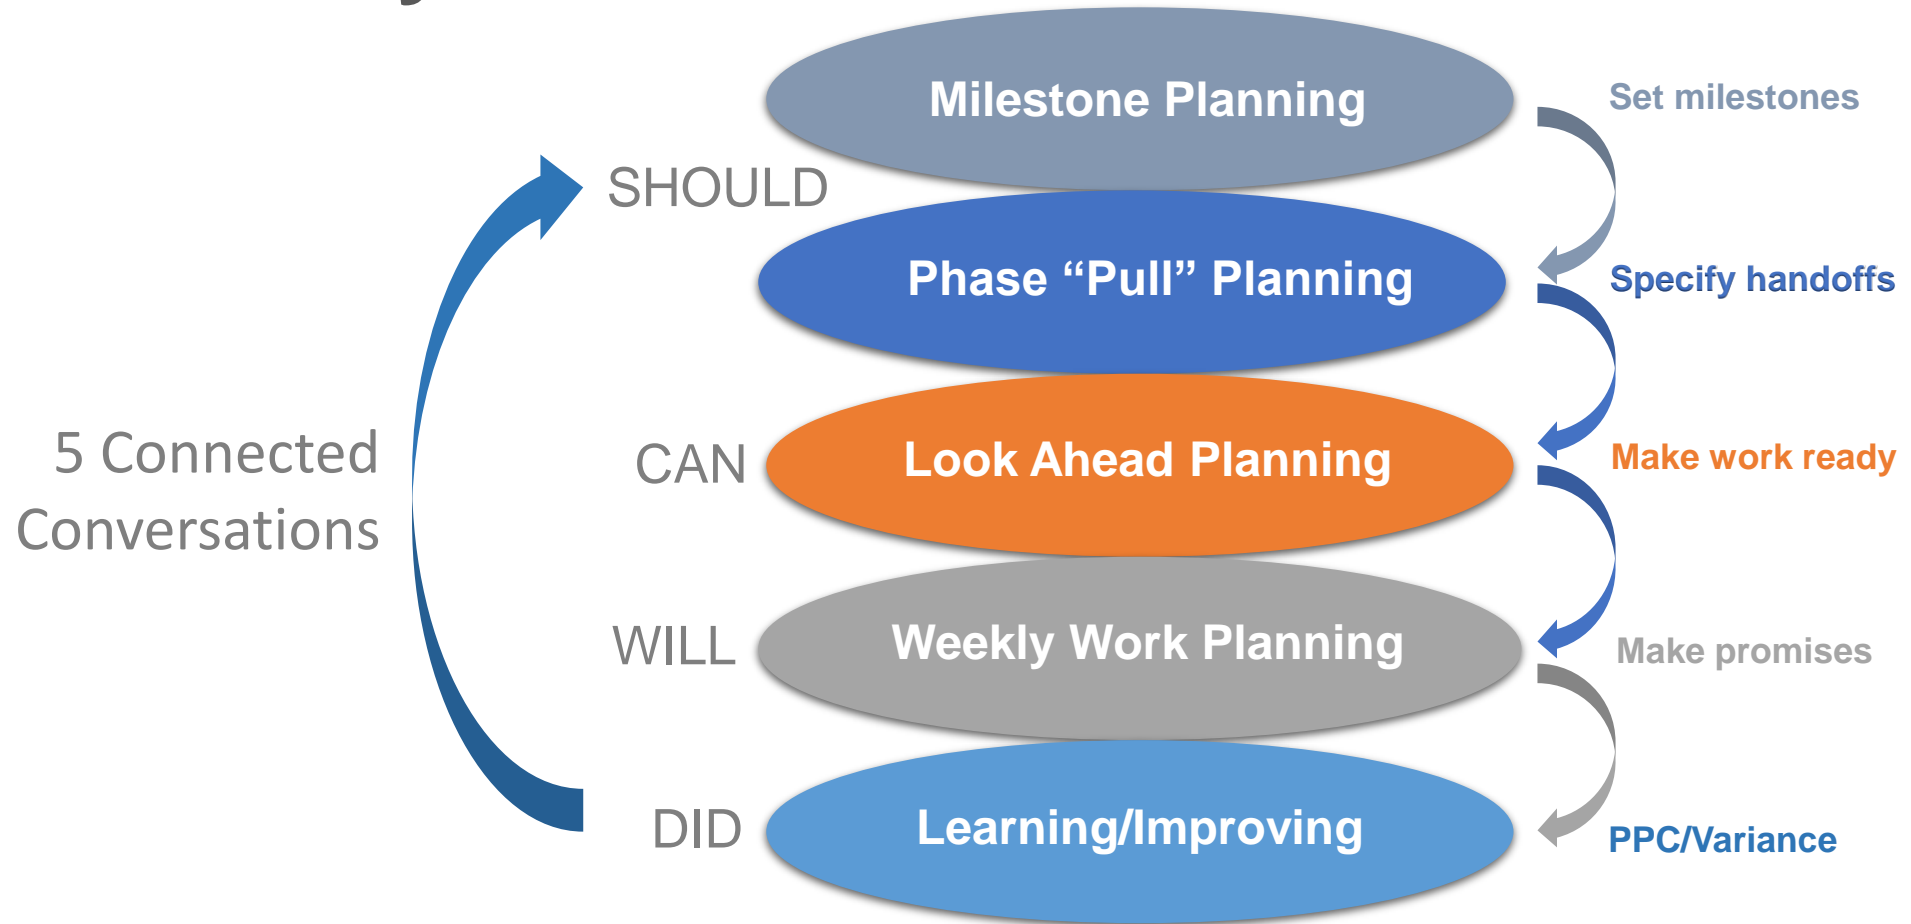 Milestone Planning
Set milestones
SHOULD
Phase “Pull” Planning
Specify handoffs
5 Connected
Conversations
CAN
Look Ahead Planning
Make work ready
WILL
Weekly Work Planning
Make promises
DID
Learning/Improving
PPC/Variance